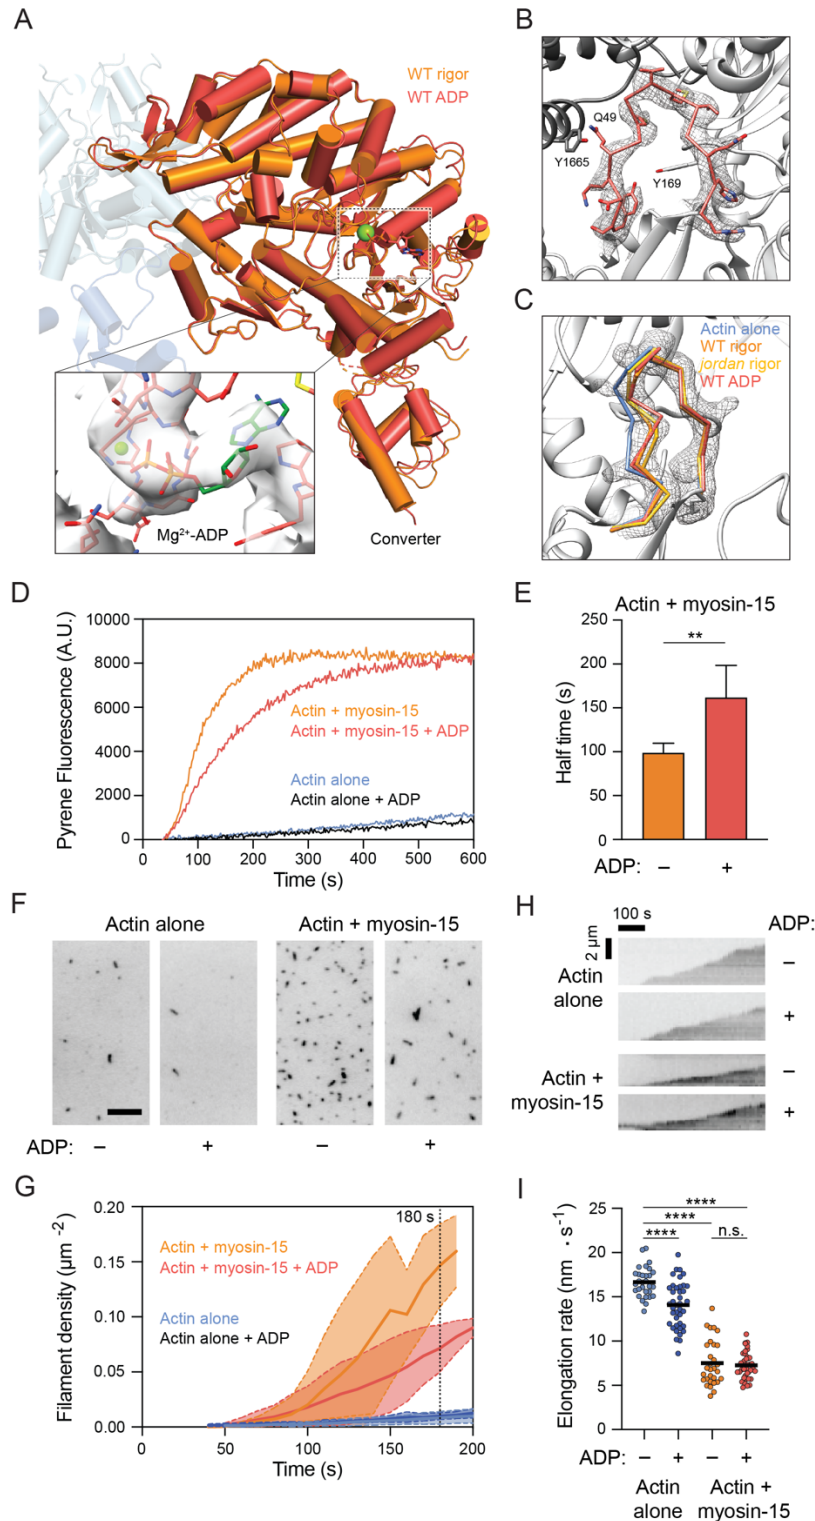 A
WT rigor
WT ADP
Mg²⁺-ADP
Converter
B
Q49
Y1665
Y169
C
Actin alone
WT rigor
jordan rigor
WT ADP
D
Pyrene Fluorescence (A.U.)
10000
8000
6000
4000
2000
0
Actin + myosin-15
Actin + myosin-15 + ADP
Actin alone
Actin alone + ADP
0 100 200 300 400 500 600
Time (s)
E
Actin + myosin-15
**
Half time (s)
250
200
150
100
50
0
ADP: – +
F
Actin alone Actin + myosin-15
ADP: – + – +
H
100 s
ADP:
2 µm
Actin
alone
–
+
Actin +
myosin-15
–
+
G
Filament density (µm⁻²)
0.20
0.15
0.10
0.05
0.00
180 s
Actin + myosin-15
Actin + myosin-15 + ADP
Actin alone
Actin alone + ADP
0 50 100 150 200
Time (s)
I
Elongation rate (nm · s⁻¹)
25
20
15
10
5
0
****
****
**** n.s.
ADP: – + – +
Actin Actin +
alone myosin-15